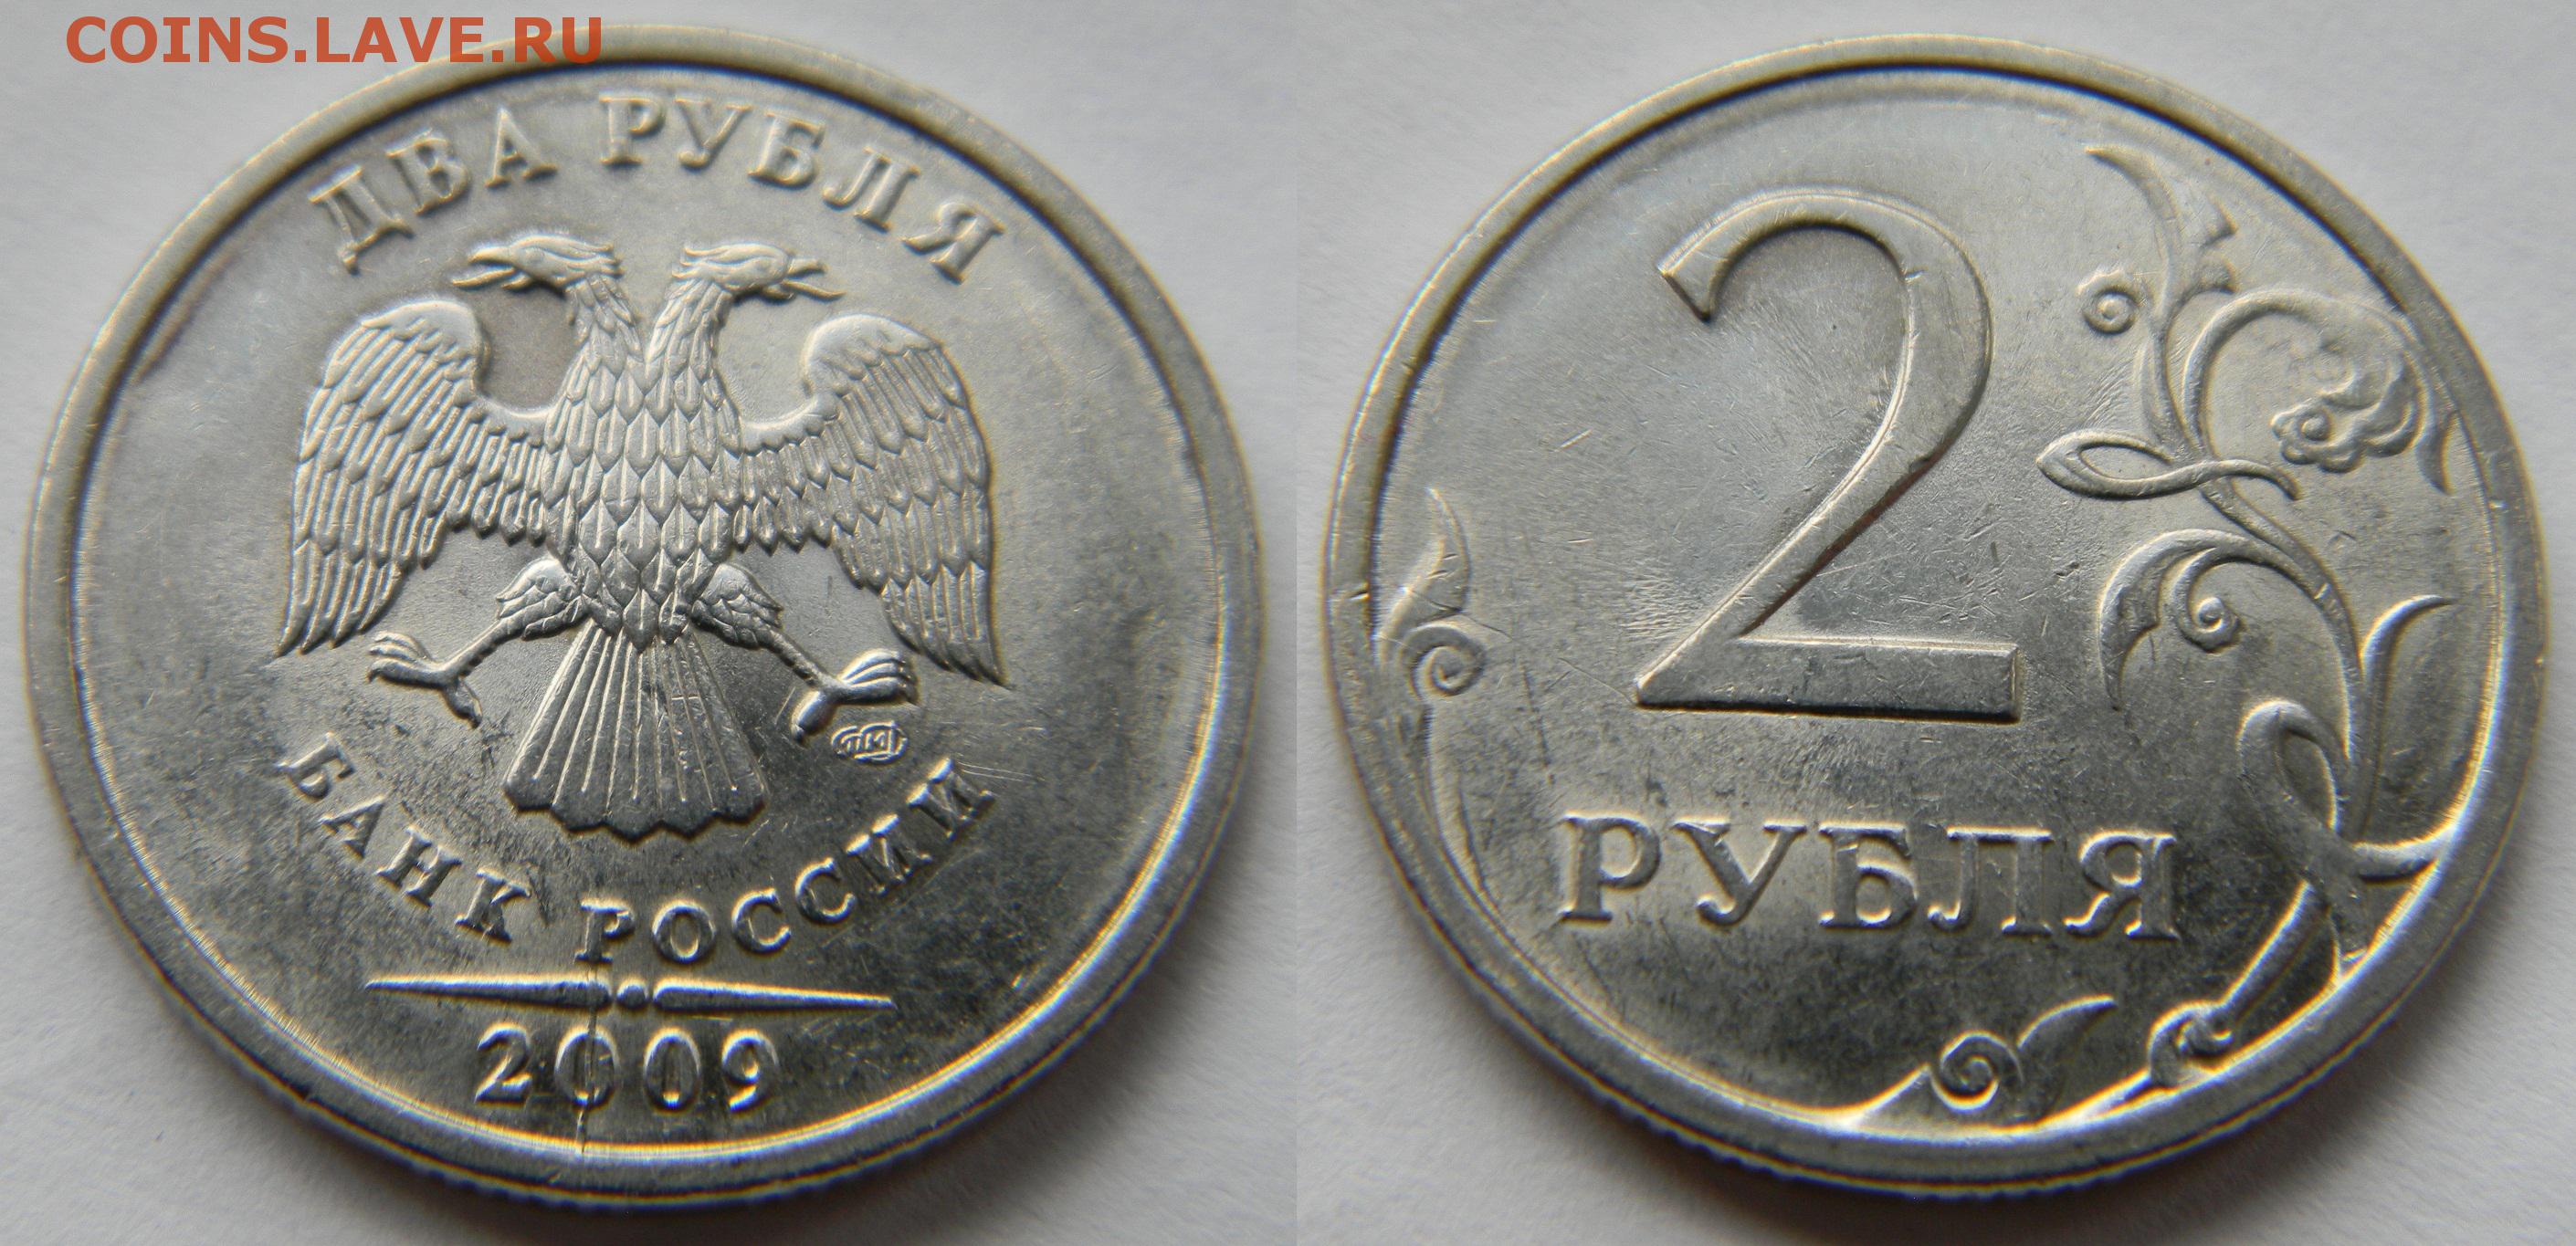 COINS.LAVE.RU
ДВА РУБЛЯ
БАНК РОССИИ
2009
2
РУБЛЯ